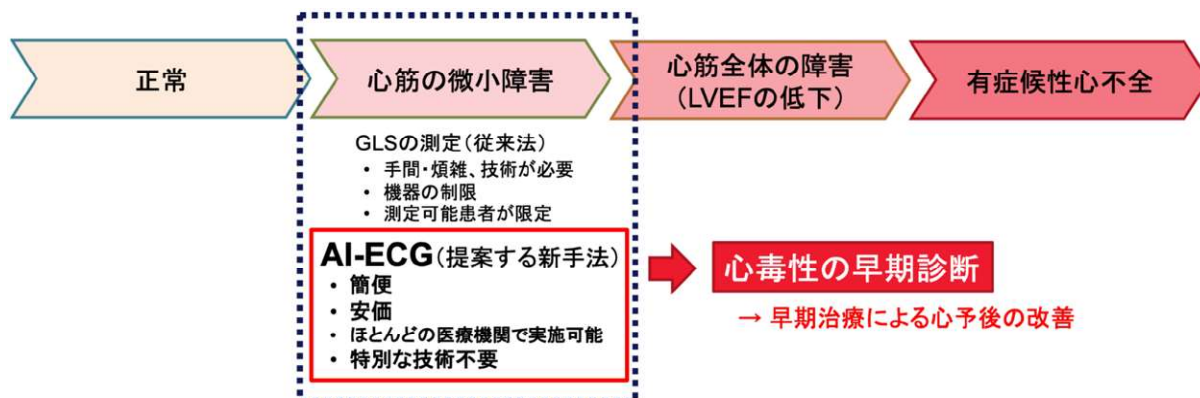 正常
心筋の微小障害
心筋全体の障害
(LVEFの低下)
有症候性心不全
GLSの測定(従来法)
• 手間・煩雑、技術が必要
• 機器の制限
• 測定可能患者が限定
AI-ECG(提案する新手法)
• 簡便
• 安価
• ほとんどの医療機関で実施可能
• 特別な技術不要
心毒性の早期診断
→ 早期治療による心予後の改善